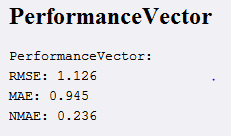 PerformanceVector
PerformanceVector:
RMSE: 1.126
MAE: 0.945
NMAE: 0.236